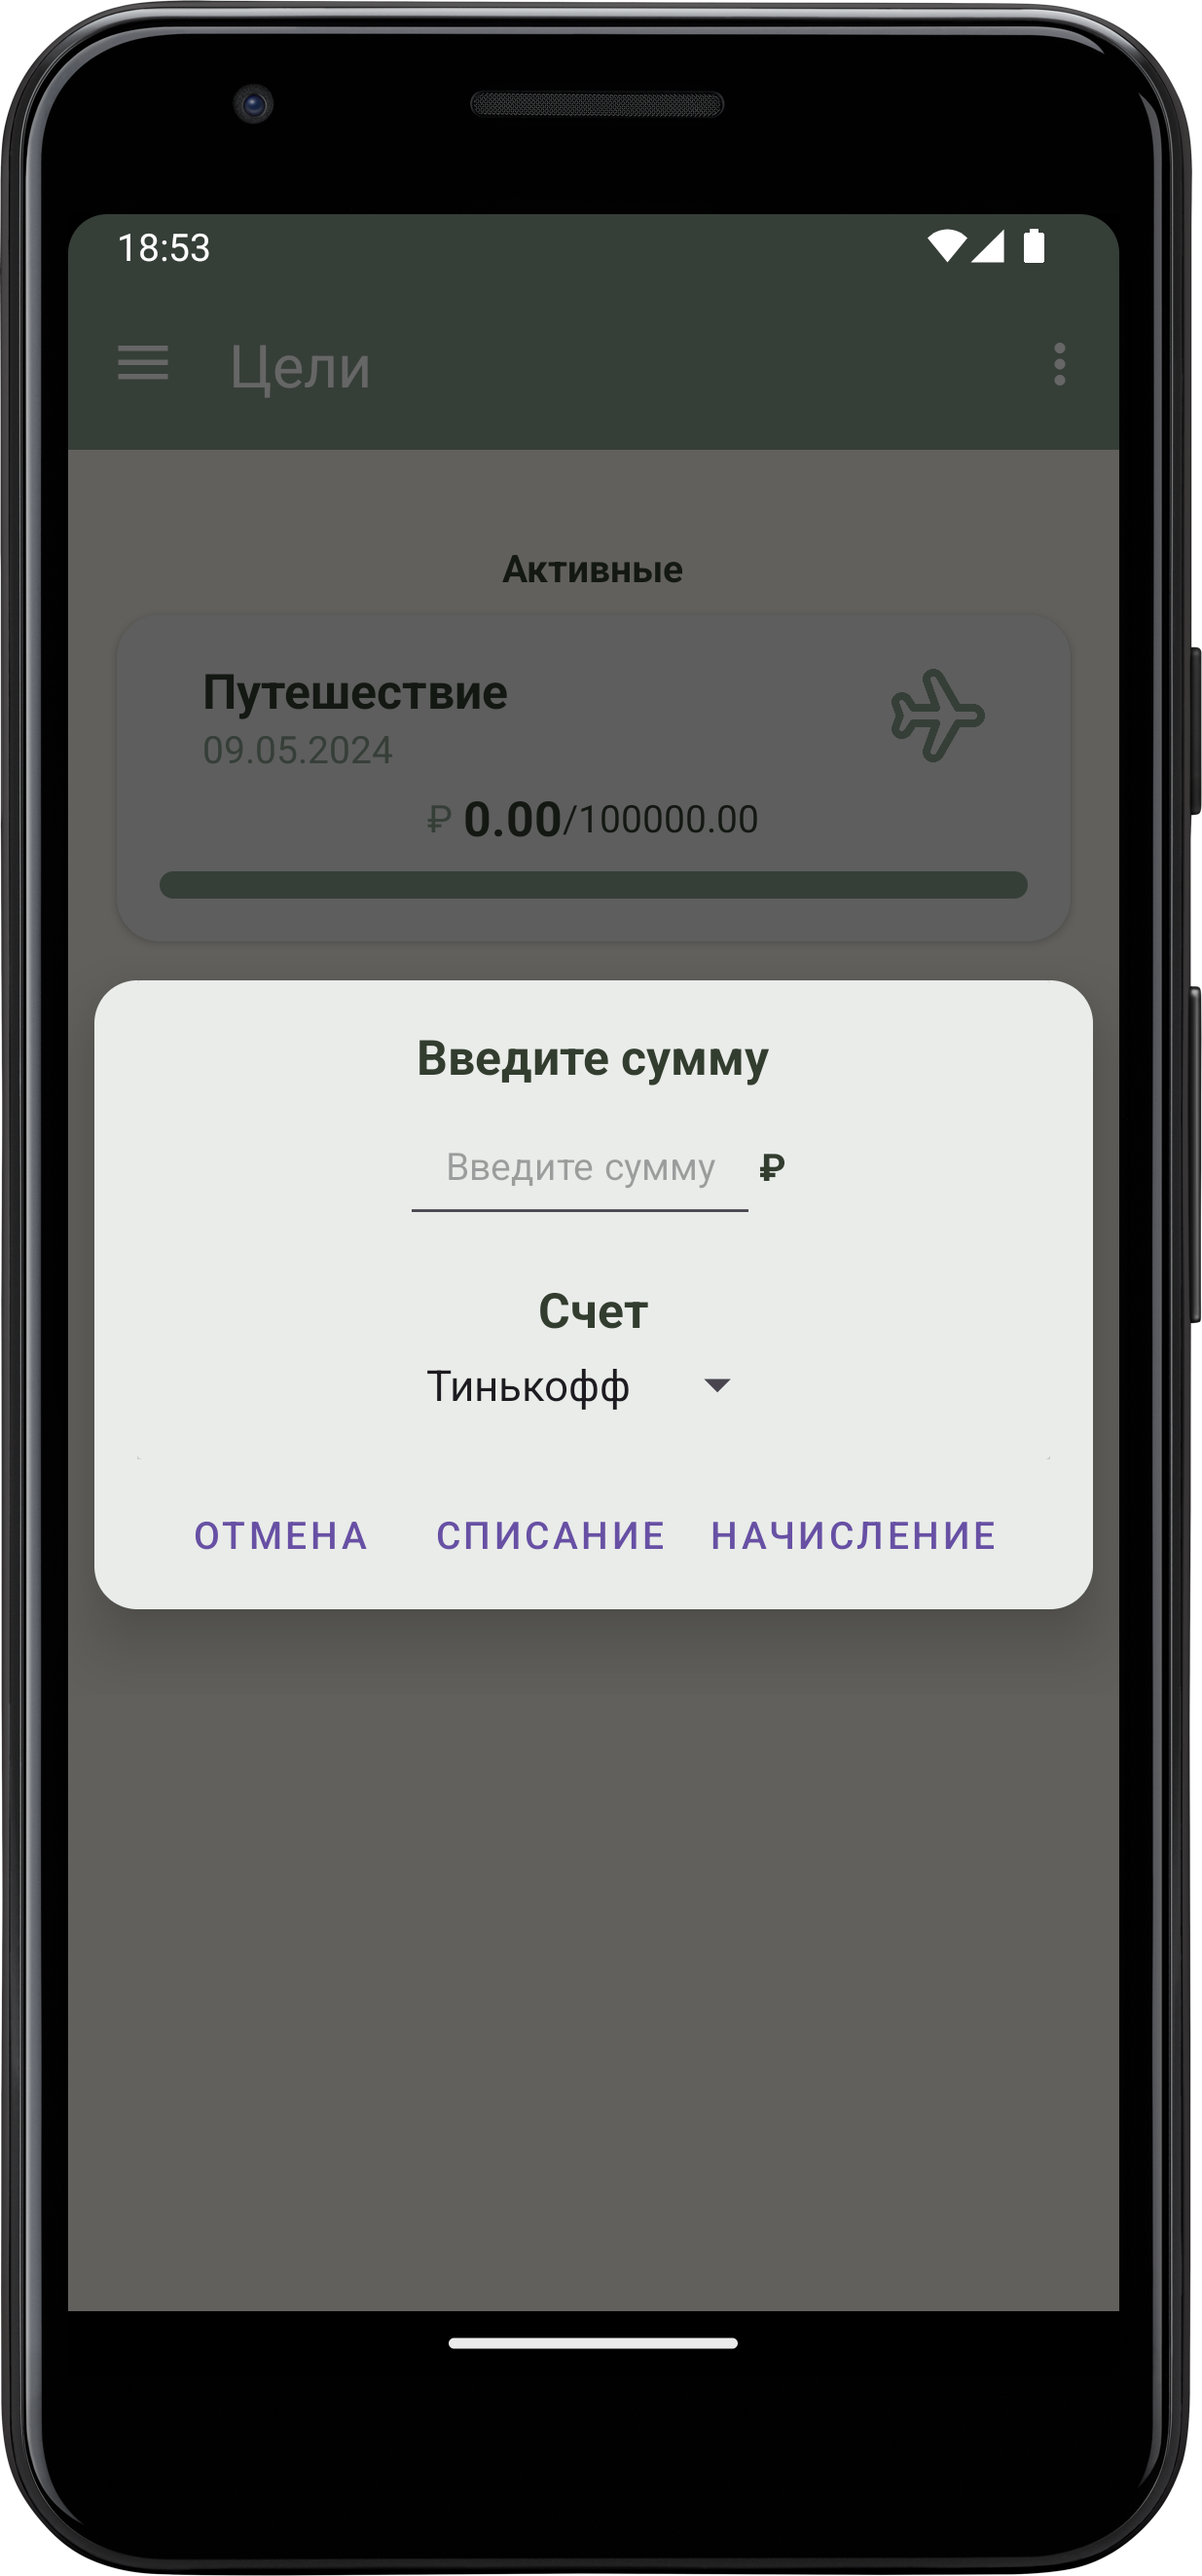 18:53
Цели
Активные
Путешествие
09.05.2024
₽ 0.00/100000.00
Введите сумму
Введите сумму ₽
Счет
Тинькофф
ОТМЕНА СПИСАНИЕ НАЧИСЛЕНИЕ